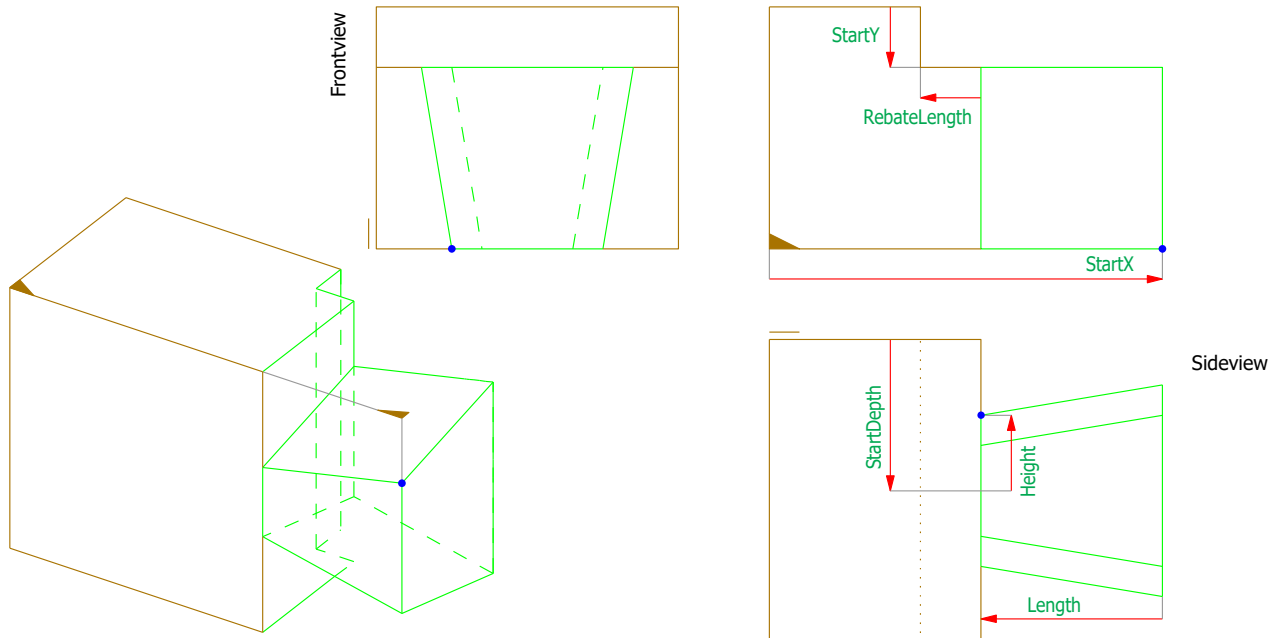 Frontview
StartY
RebateLength
StartX
Sideview
StartDepth
Height
Length